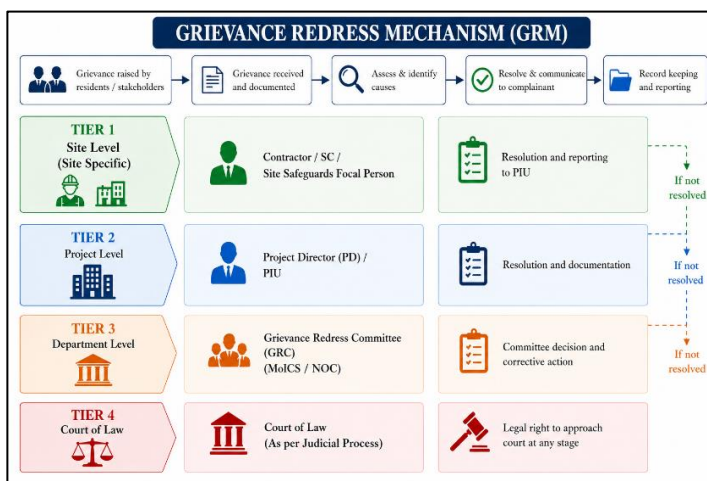 GRIEVANCE REDRESS MECHANISM (GRM)
Grievance raised by
residents / stakeholders
Grievance received
and documented
Assess & identify
causes
Resolve & communicate
to complainant
Record keeping
and reporting
TIER 1
Site Level
(Site Specific)
Contractor / SC /
Site Safeguards Focal Person
Resolution and reporting
to PIU
If not
resolved
TIER 2
Project Level
Project Director (PD) /
PIU
Resolution and documentation
If not
resolved
TIER 3
Department Level
Grievance Redress Committee
(GRC)
(MoICS / NOC)
Committee decision and
corrective action
If not
resolved
TIER 4
Court of Law
Court of Law
(As per Judicial Process)
Legal right to approach
court at any stage